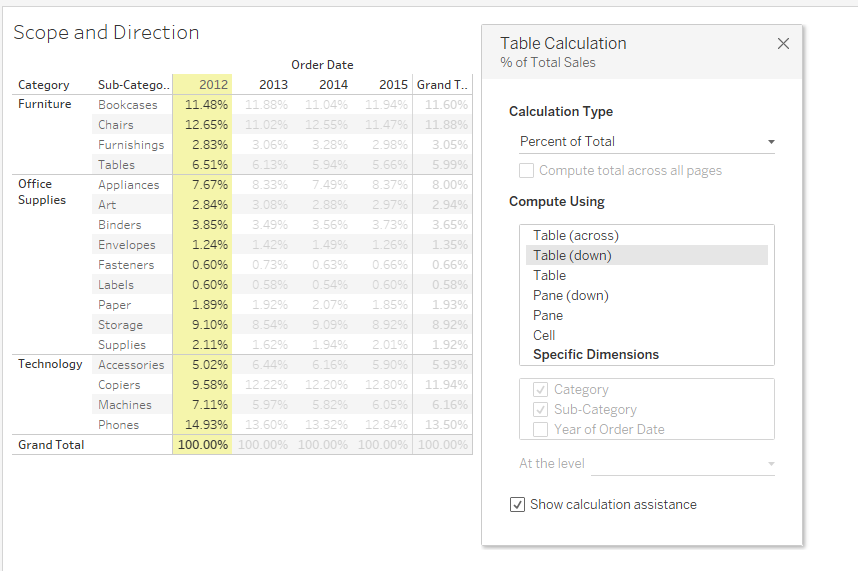 Scope and Direction
Order Date
Category Sub-Catego.. 2012 2013 2014 2015 Grand T..
Furniture Bookcases 11.48% 11.88% 11.04% 11.94% 11.60%
Chairs 12.65% 11.02% 12.55% 11.47% 11.88%
Furnishings 2.83% 3.06% 3.28% 2.98% 3.05%
Tables 6.51% 6.13% 5.94% 5.66% 5.99%
Office Supplies Appliances 7.67% 8.33% 7.49% 8.37% 8.00%
Art 2.84% 3.08% 2.88% 2.97% 2.94%
Binders 3.85% 3.49% 3.56% 3.73% 3.65%
Envelopes 1.24% 1.42% 1.49% 1.26% 1.35%
Fasteners 0.60% 0.73% 0.63% 0.66% 0.66%
Labels 0.60% 0.58% 0.54% 0.60% 0.58%
Paper 1.89% 1.92% 2.07% 1.85% 1.93%
Storage 9.10% 8.54% 9.09% 8.92% 8.92%
Supplies 2.11% 1.62% 1.94% 2.01% 1.92%
Technology Accessories 5.02% 6.44% 6.16% 5.90% 5.93%
Copiers 9.58% 12.22% 12.20% 12.80% 11.94%
Machines 7.11% 5.97% 5.82% 6.05% 6.16%
Phones 14.93% 13.60% 13.32% 12.84% 13.50%
Grand Total 100.00% 100.00% 100.00% 100.00% 100.00%
Table Calculation
% of Total Sales
Calculation Type
Percent of Total
Compute total across all pages
Compute Using
Table (across)
Table (down)
Table
Pane (down)
Pane
Cell
Specific Dimensions
Category
Sub-Category
Year of Order Date
At the level
Show calculation assistance